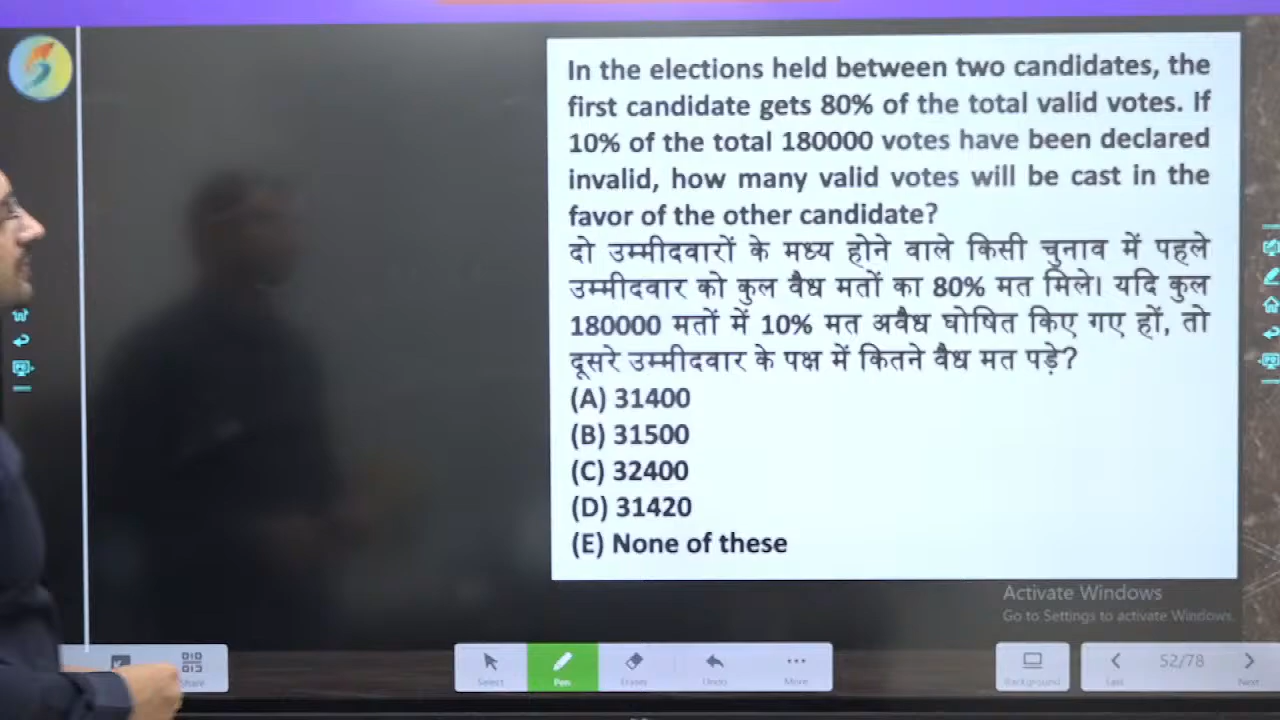 In the elections held between two candidates, the
first candidate gets 80% of the total valid votes. If
10% of the total 180000 votes have been declared
invalid, how many valid votes will be cast in the
favor of the other candidate?
दो उम्मीदवारों के मध्य होने वाले किसी चुनाव में पहले
उम्मीदवार को कुल वैध मतों का 80% मत मिले। यदि कुल
180000 मतों में 10% मत अवैध घोषित किए गए हों, तो
दूसरे उम्मीदवार के पक्ष में कितने वैध मत पड़े?
(A) 31400
(B) 31500
(C) 32400
(D) 31420
(E) None of these
Activate Windows
Go to Settings to activate Windows.
Share
Select
Pen
Eraser
Undo
More
Background
Last
52/78
Next